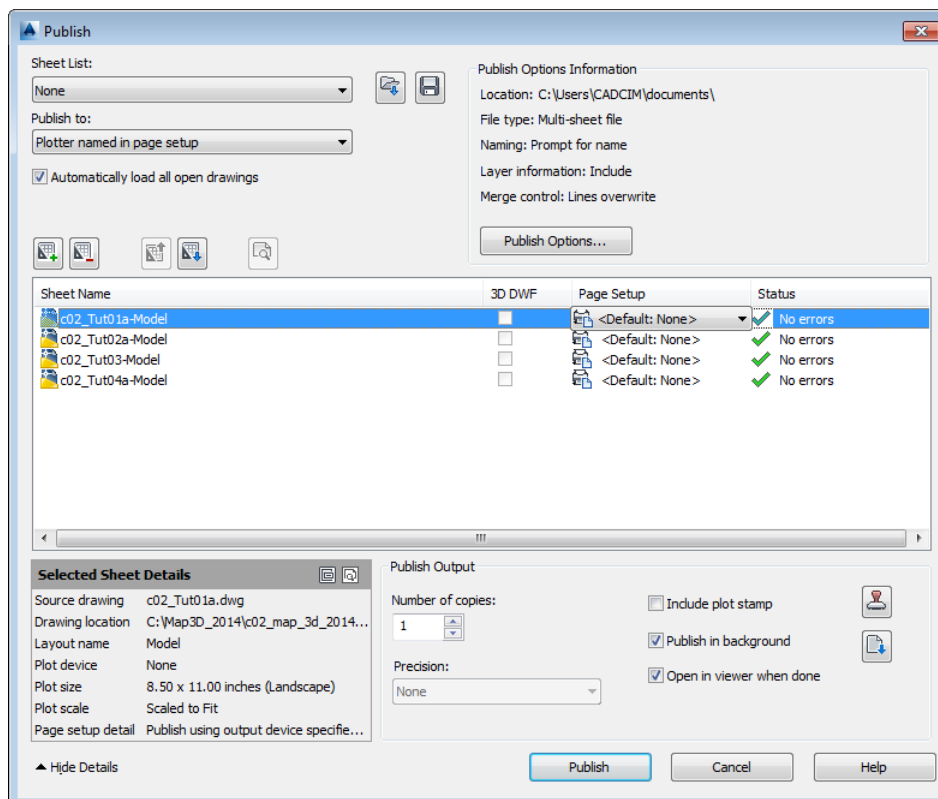 Publish
Sheet List:
None
Publish to:
Plotter named in page setup
Automatically load all open drawings
Publish Options Information
Location: C:\Users\CADCIM\documents\
File type: Multi-sheet file
Naming: Prompt for name
Layer information: Include
Merge control: Lines overwrite
Publish Options...
Sheet Name 3D DWF Page Setup Status
c02_Tut01a-Model <Default: None> No errors
c02_Tut02a-Model <Default: None> No errors
c02_Tut03-Model <Default: None> No errors
c02_Tut04a-Model <Default: None> No errors
Selected Sheet Details
Source drawing c02_Tut01a.dwg
Drawing location C:\Map3D_2014\c02_map_3d_2014...
Layout name Model
Plot device None
Plot size 8.50 x 11.00 inches (Landscape)
Plot scale Scaled to Fit
Page setup detail Publish using output device specifie...
Publish Output
Number of copies:
1
Precision:
None
Include plot stamp
Publish in background
Open in viewer when done
Hide Details
Publish Cancel Help